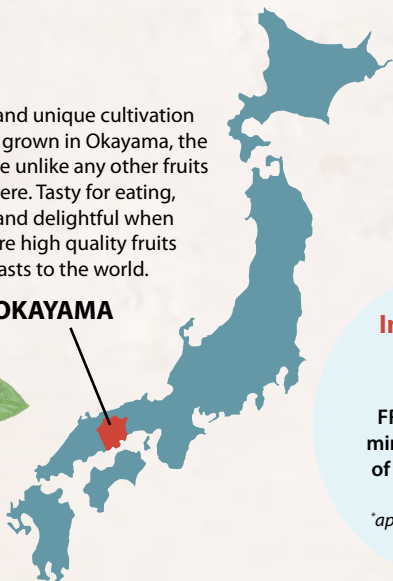 and unique cultivation
grown in Okayama, the
e unlike any other fruits
ere. Tasty for eating,
and delightful when
re high quality fruits
asts to the world.
OKAYAMA
In
FR
min
of
*ap